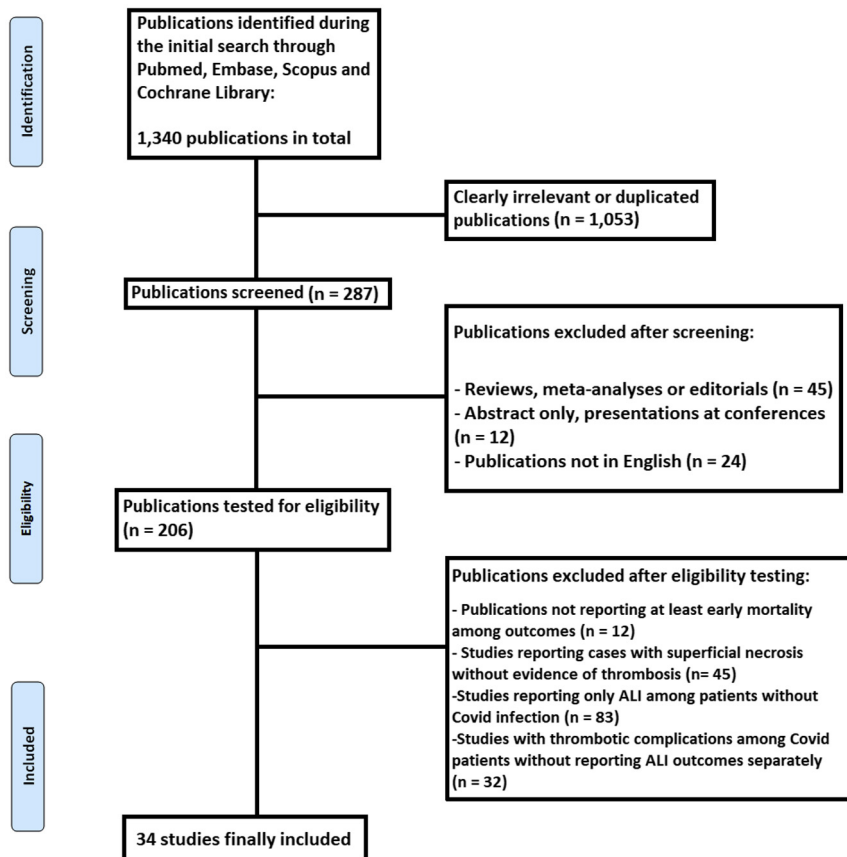 Identification
Publications identified during
the initial search through
Pubmed, Embase, Scopus and
Cochrane Library:
1,340 publications in total
Clearly irrelevant or duplicated
publications (n = 1,053)
Screening
Publications screened (n = 287)
Publications excluded after screening:
- Reviews, meta-analyses or editorials (n = 45)
- Abstract only, presentations at conferences
(n = 12)
- Publications not in English (n = 24)
Eligibility
Publications tested for eligibility
(n = 206)
Publications excluded after eligibility testing:
- Publications not reporting at least early mortality
among outcomes (n = 12)
- Studies reporting cases with superficial necrosis
without evidence of thrombosis (n= 45)
-Studies reporting only ALI among patients without
Covid infection (n = 83)
-Studies with thrombotic complications among Covid
patients without reporting ALI outcomes separately
(n = 32)
Included
34 studies finally included